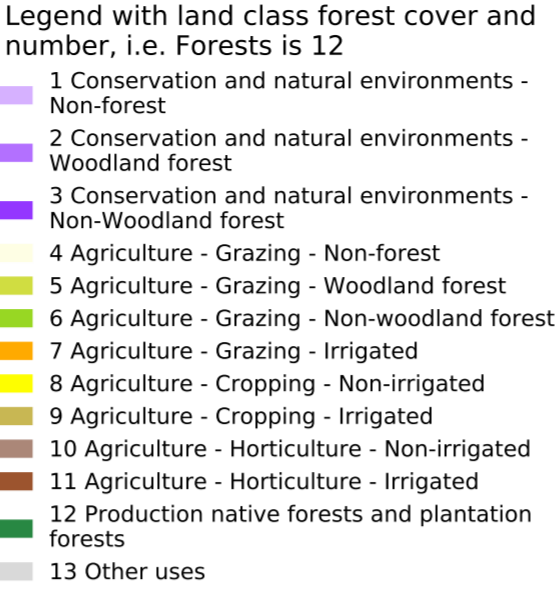 Legend with land class forest cover and
number, i.e. Forests is 12
1 Conservation and natural environments -
Non-forest
2 Conservation and natural environments -
Woodland forest
3 Conservation and natural environments -
Non-Woodland forest
4 Agriculture - Grazing - Non-forest
5 Agriculture - Grazing - Woodland forest
6 Agriculture - Grazing - Non-woodland forest
7 Agriculture - Grazing - Irrigated
8 Agriculture - Cropping - Non-irrigated
9 Agriculture - Cropping - Irrigated
10 Agriculture - Horticulture - Non-irrigated
11 Agriculture - Horticulture - Irrigated
12 Production native forests and plantation
forests
13 Other uses